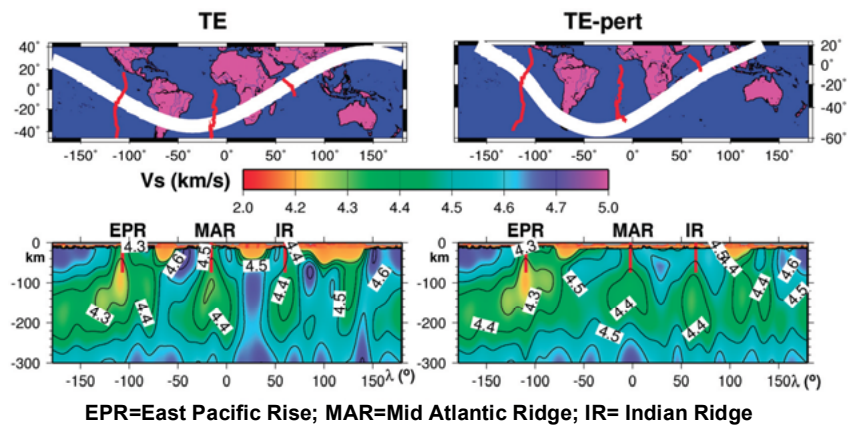 TE
TE-pert
40°
20°
0°
-20°
-40°
20°
0°
-20°
-40°
-60°
-150° -100° -50° 0° 50° 100° 150°
-150° -100° -50° 0° 50° 100° 150°
Vs (km/s)
2.0 4.2 4.3 4.4 4.5 4.6 4.7 5.0
EPR MAR IR
EPR MAR IR
0
km
-100
-200
-300
0
km
-100
-200
-300
4.3 4.6 4.5 4.5 4.4 4.6
4.3 4.4 4.4 4.4 4.5
4.3 4.5 4.4 4.6
4.3 4.4 4.5
4.4 4.5 4.4
-150 -100 -50 0 50 100 150 λ (º)
-150 -100 -50 0 50 100 150 λ (º)
EPR=East Pacific Rise; MAR=Mid Atlantic Ridge; IR= Indian Ridge